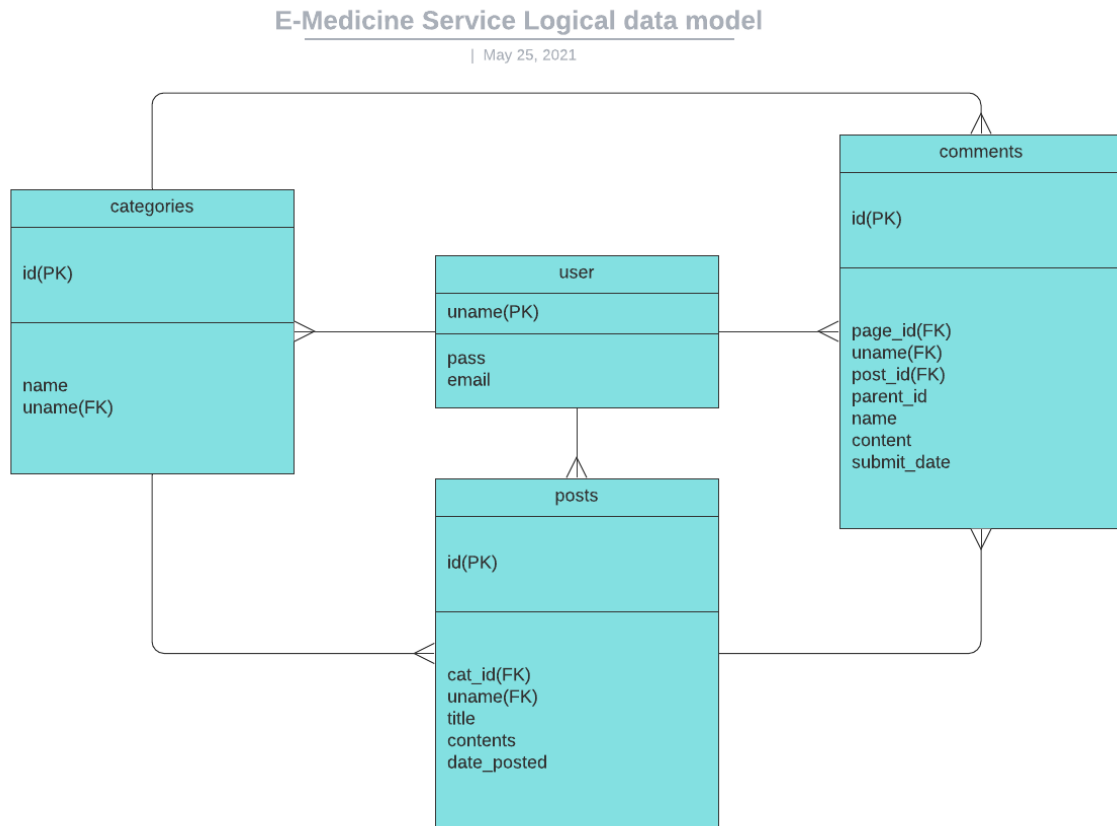 E-Medicine Service Logical data model
| May 25, 2021
categories
id(PK)
name
uname(FK)
user
uname(PK)
pass
email
comments
id(PK)
page_id(FK)
uname(FK)
post_id(FK)
parent_id
name
content
submit_date
posts
id(PK)
cat_id(FK)
uname(FK)
title
contents
date_posted